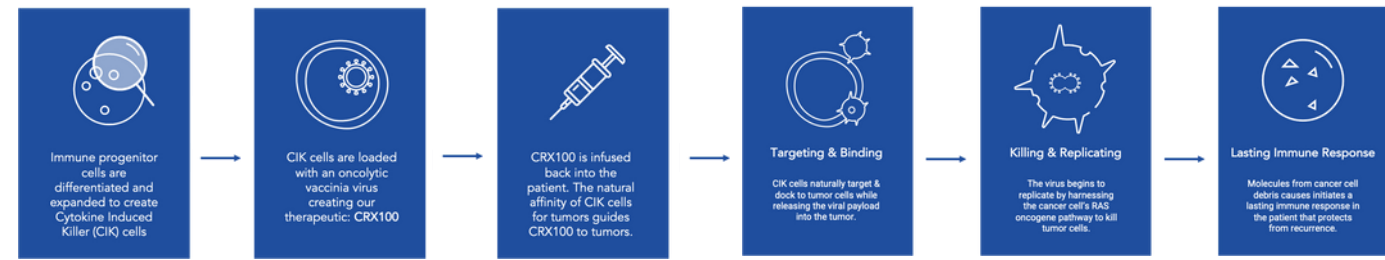 Immune progenitor
cells are
differentiated and
expanded to create
Cytokine Induced
Killer (CIK) cells
CIK cells are loaded
with an oncolytic
vaccinia virus
creating our
therapeutic: CRX100
CRX100 is infused
back into the
patient. The natural
affinity of CIK cells
for tumors guides
CRX100 to tumors.
Targeting & Binding
CIK cells naturally target &
dock to tumor cells while
releasing the viral payload
into the tumor.
Killing & Replicating
The virus begins to
replicate by harnessing
the cancer cell's RAS
oncogene pathway to kill
tumor cells.
Lasting Immune Response
Molecules from cancer cell
debris causes initiates a
lasting immune response in
the patient that protects
from recurrence.